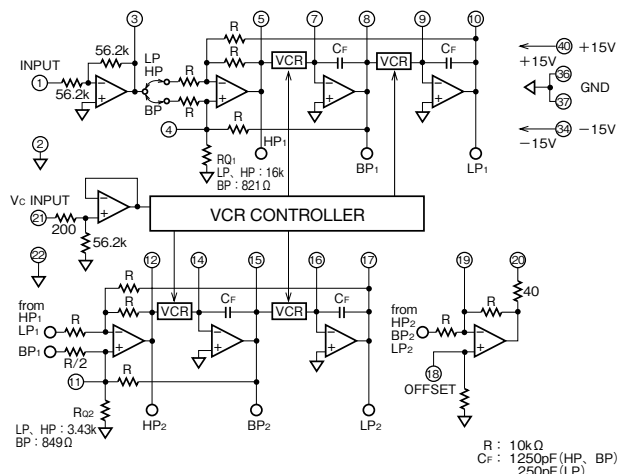 3
5
7
8
9
10
R
56.2k
LP
HP
R
VCR
CF
VCR
CF
40
+15V
+15V
INPUT
1
56.2k
R
36
GND
37
BP
R
2
4
R
34
−15V
−15V
HP1
RQ1
LP、HP：16k
BP：821Ω
BP1
LP1
VC INPUT
21
200
56.2k
VCR CONTROLLER
22
12
14
15
16
17
19
20
R
40
from
HP1
LP1
R
R
VCR
CF
VCR
CF
from
HP2
BP2
LP2
R
R
BP1
R/2
11
R
18
OFFSET
RQ2
LP、HP：3.43k
BP：849Ω
HP2
BP2
LP2
R：10kΩ
CF：1250pF(HP、BP)
250pF(LP)